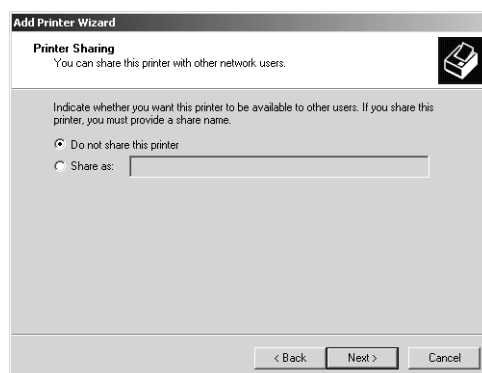 Add Printer Wizard
Printer Sharing
You can share this printer with other network users.
Indicate whether you want this printer to be available to other users. If you share this
printer, you must provide a share name.
Do not share this printer
Share as:
< Back Next > Cancel